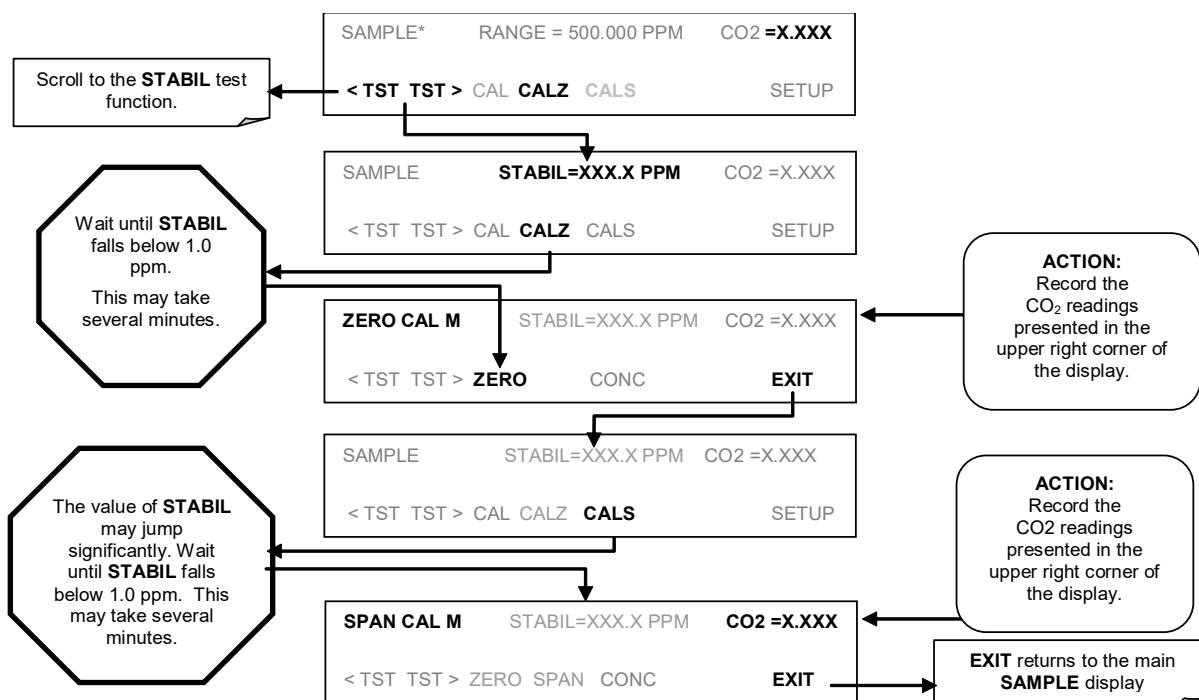 SAMPLE* RANGE = 500.000 PPM CO2 =X.XXX
< TST TST > CAL CALZ CALS SETUP
Scroll to the STABIL test
function.
SAMPLE STABIL=XXX.X PPM CO2 =X.XXX
< TST TST > CAL CALZ CALS SETUP
Wait until STABIL
falls below 1.0
ppm.
This may take
several minutes.
ZERO CAL M STABIL=XXX.X PPM CO2 =X.XXX
< TST TST > ZERO CONC EXIT
ACTION:
Record the
CO₂ readings
presented in the
upper right corner of
the display.
SAMPLE STABIL=XXX.X PPM CO2 =X.XXX
< TST TST > CAL CALZ CALS SETUP
The value of STABIL
may jump
significantly. Wait
until STABIL falls
below 1.0 ppm. This
may take several
minutes.
SPAN CAL M STABIL=XXX.X PPM CO2 =X.XXX
< TST TST > ZERO SPAN CONC EXIT
ACTION:
Record the
CO2 readings
presented in the
upper right corner of
the display.
EXIT returns to the main
SAMPLE display